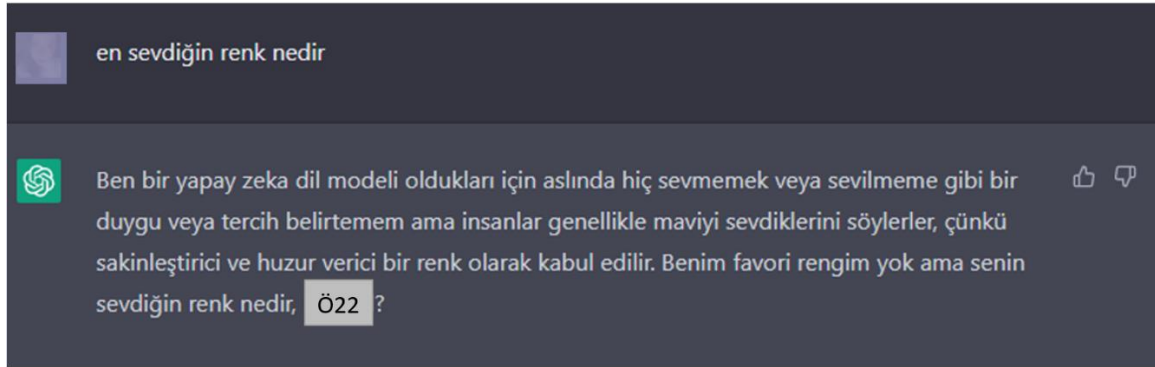 en sevdiğin renk nedir
Ben bir yapay zeka dil modeli oldukları için aslında hiç sevmemek veya sevilmeme gibi bir
duygu veya tercih belirtemem ama insanlar genellikle maviyi sevdiklerini söylerler, çünkü
sakinleştirici ve huzur verici bir renk olarak kabul edilir. Benim favori rengim yok ama senin
sevdiğin renk nedir, Ö22 ?